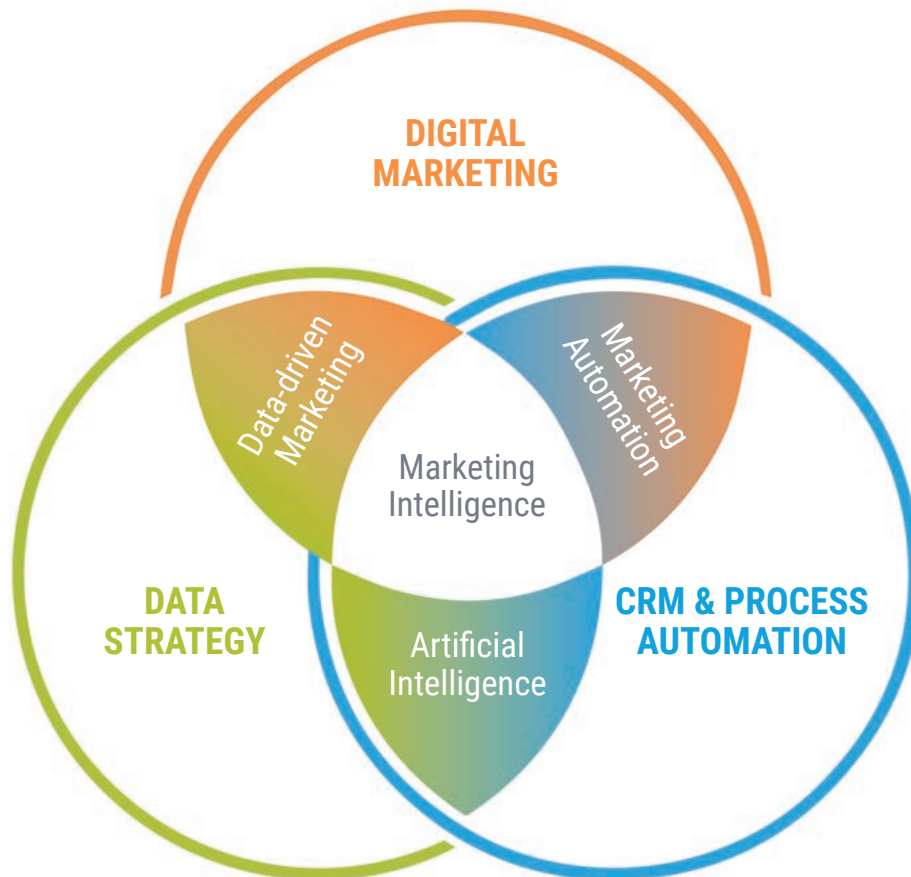 DIGITAL
MARKETING
Data-driven
Marketing
Marketing
Automation
Marketing
Intelligence
DATA
STRATEGY
CRM & PROCESS
AUTOMATION
Artificial
Intelligence